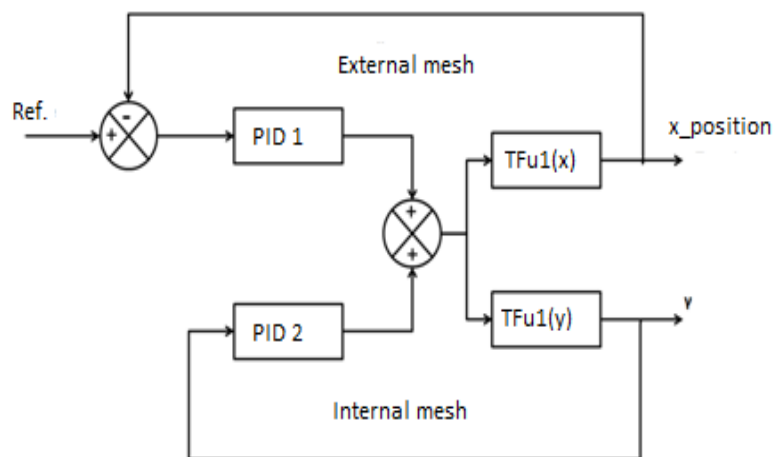 External mesh
Ref.
-
+
PID 1
TFu1(x)
x_position
+
+
PID 2
TFu1(y)
y
Internal mesh